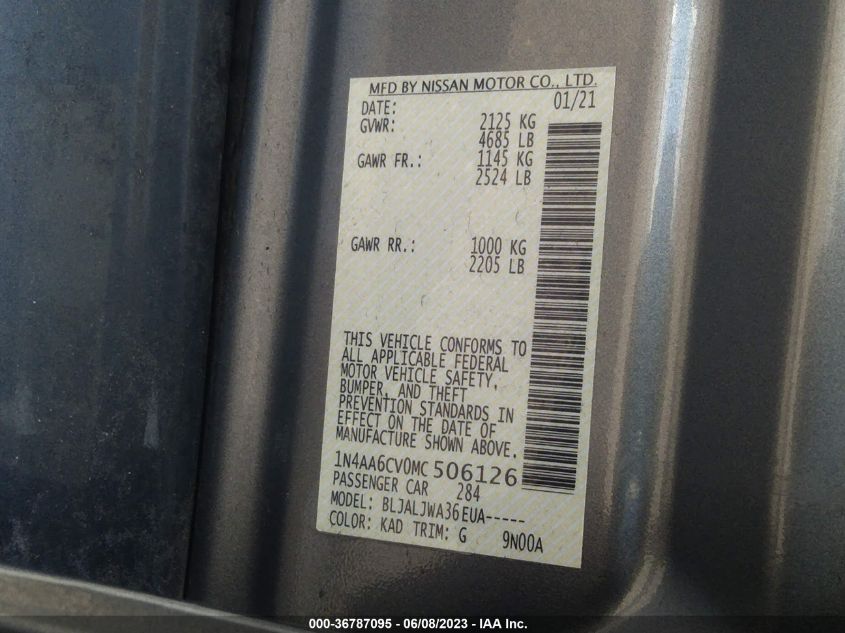 MFD BY NISSAN MOTOR CO., LTD.
DATE: 01/21
GVWR: 2125 KG
4685 LB
GAWR FR.: 1145 KG
2524 LB
GAWR RR.: 1000 KG
2205 LB
THIS VEHICLE CONFORMS TO
ALL APPLICABLE FEDERAL
MOTOR VEHICLE SAFETY,
BUMPER, AND THEFT
PREVENTION STANDARDS IN
EFFECT ON THE DATE OF
MANUFACTURE SHOWN ABOVE.
1N4AA6CV0MC506126
PASSENGER CAR 284
MODEL: BLJALJWA36EUA-----
COLOR: KAD TRIM: G 9N00A
000-36787095 - 06/08/2023 - IAA Inc.